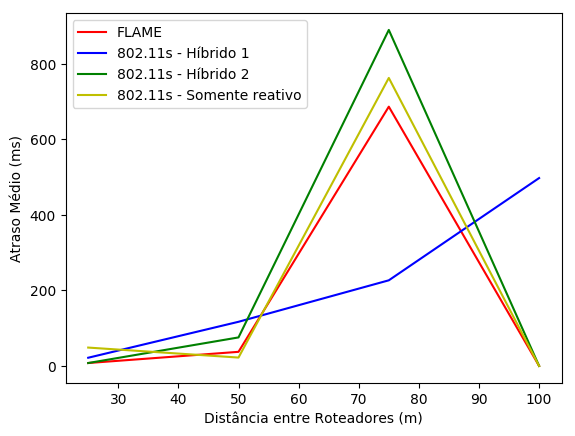 FLAME
802.11s - Híbrido 1
802.11s - Híbrido 2
802.11s - Somente reativo
Atraso Médio (ms)
800
600
400
200
0
30 40 50 60 70 80 90 100
Distância entre Roteadores (m)